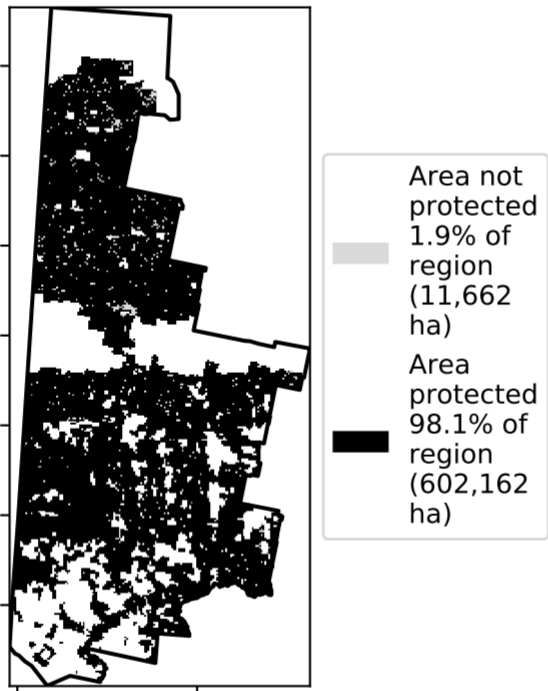 Area not
protected
1.9% of
region
(11,662
ha)
Area
protected
98.1% of
region
(602,162
ha)